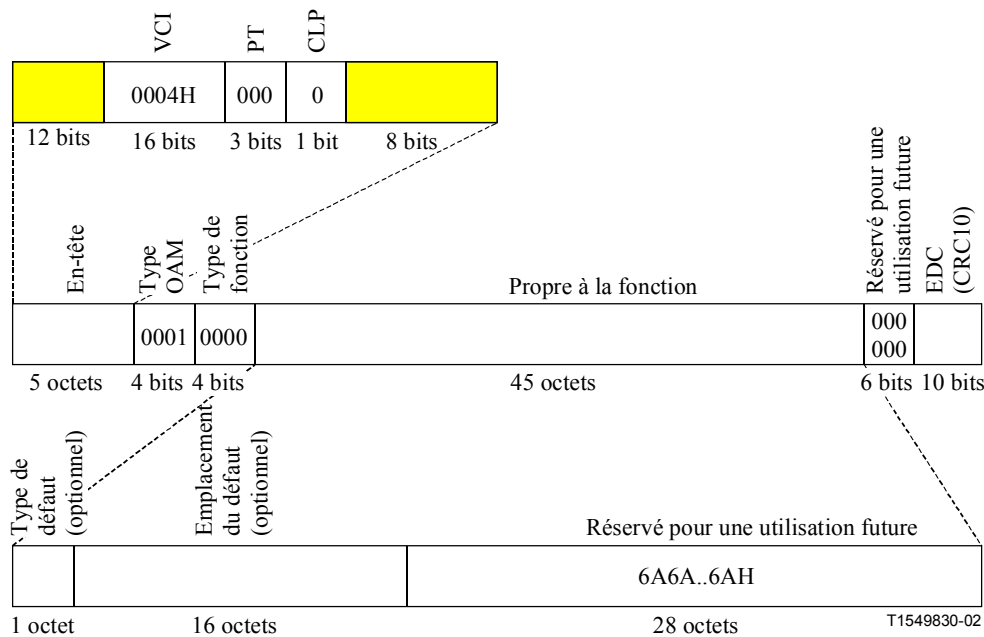 VCI
PT
CLP
0004H
000
0
12 bits
16 bits
3 bits
1 bit
8 bits
En-tête
Type
OAM
Type de
fonction
Propre à la fonction
Réservé pour une
utilisation future
EDC
(CRC10)
0001
0000
000
000
5 octets
4 bits
4 bits
45 octets
6 bits
10 bits
Type de
défaut
(optionnel)
Emplacement
du défaut
(optionnel)
Réservé pour une utilisation future
6A6A..6AH
1 octet
16 octets
28 octets
T1549830-02